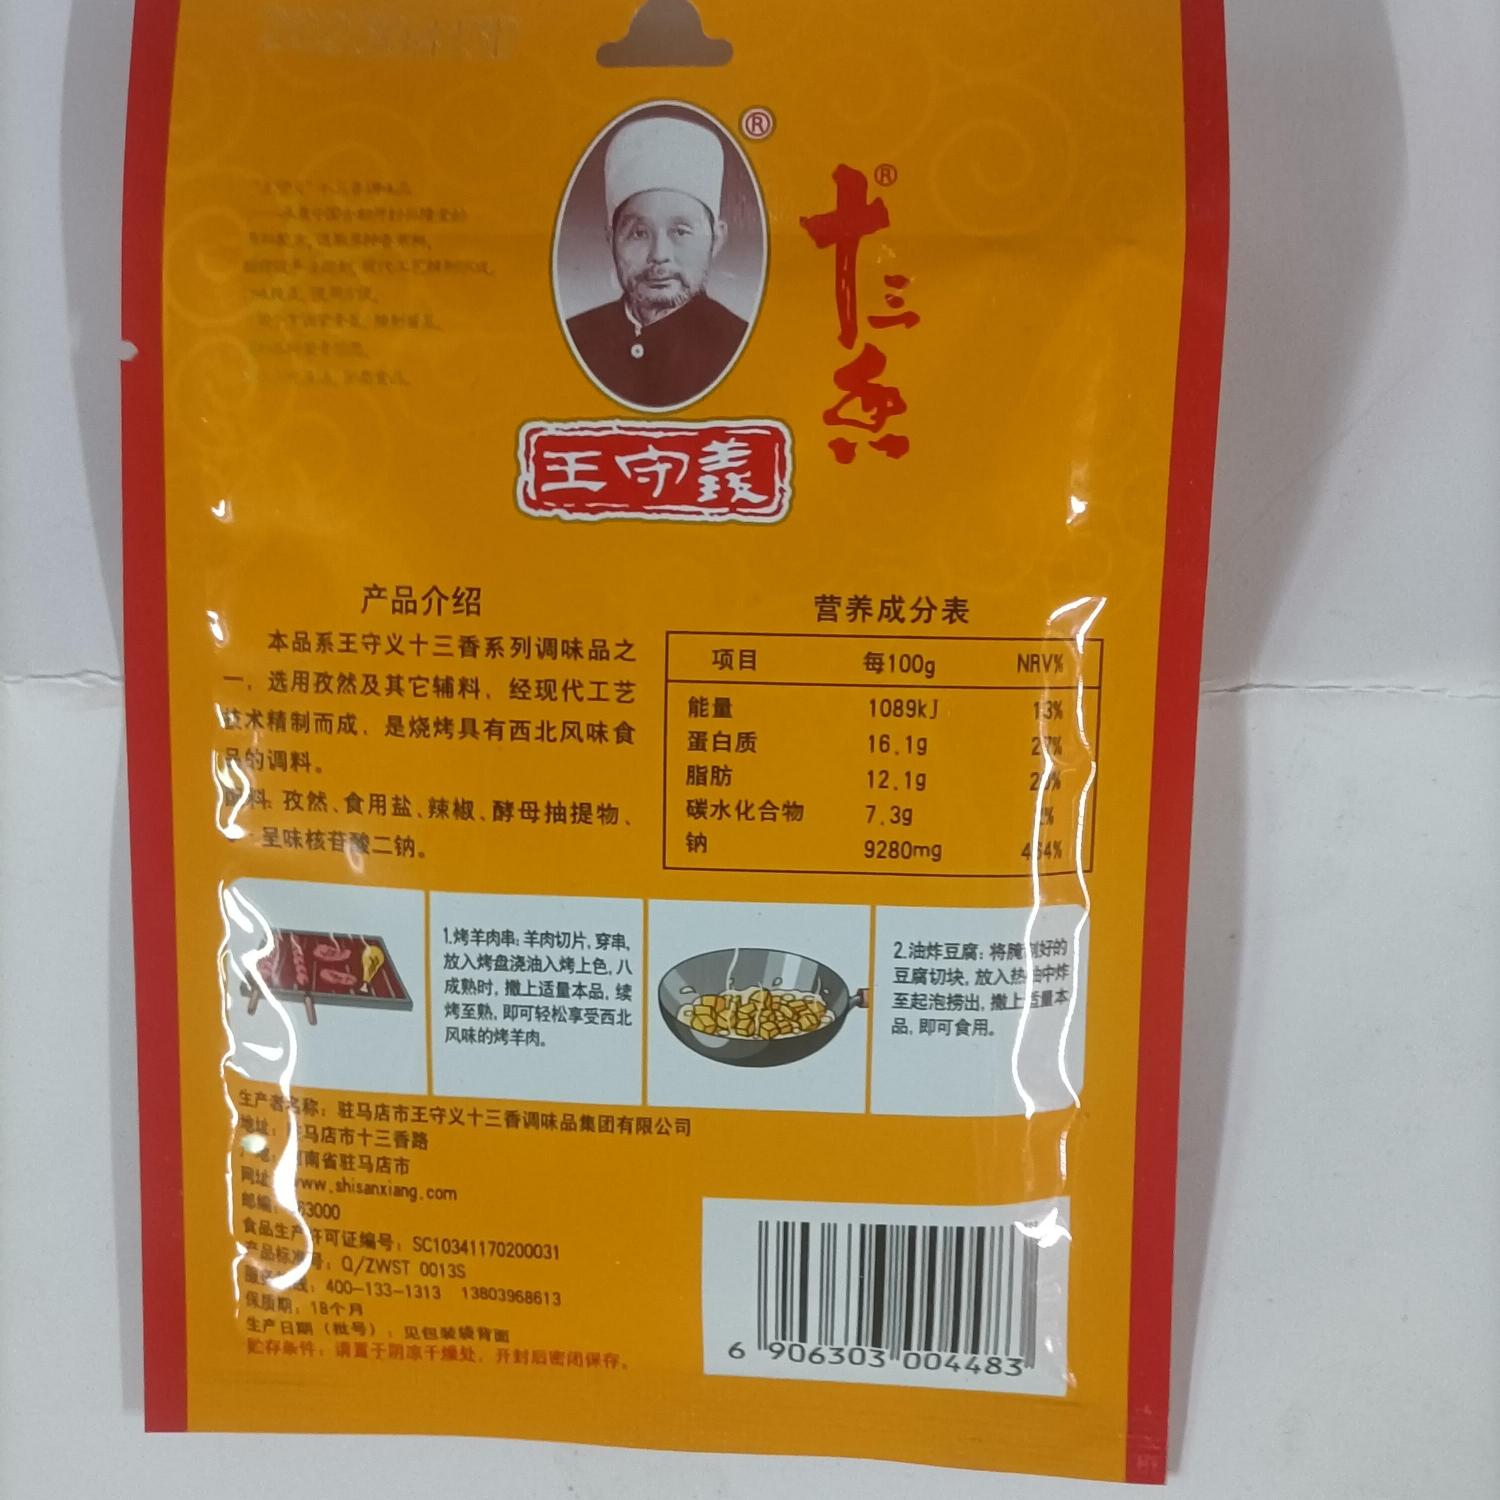 ®
十三香®
王守義
产品介绍
本品系王守义十三香系列调味品之
一，选用孜然及其它辅料，经现代工艺
技术精制而成，是烧烤具有西北风味食
品的调料。
配料：孜然、食用盐、辣椒、酵母抽提物、
呈味核苷酸二钠。
营养成分表
项目 每100g NRV%
能量 1089kJ 13%
蛋白质 16.1g 27%
脂肪 12.1g
碳水化合物 7.3g
钠 9280mg 464%
1.烤羊肉串：羊肉切片，穿串，
放入烤盘浇油入烤上色，八
成熟时，撒上适量本品，续
烤至熟，即可轻松享受西北
风味的烤羊肉。
2.油炸豆腐：将腌制好的
豆腐切块，放入热油中炸
至起泡捞出，撒上适量本
品，即可食用。
生产者名称：驻马店市王守义十三香调味品集团有限公司
地址：驻马店市十三香路
产地：河南省驻马店市
网址：www.shisanxiang.com
邮编：463000
食品生产许可证编号：SC10341170200031
产品标准号：Q/ZWST 0013S
服务热线：400-133-1313 13803968613
保质期：18个月
生产日期（批号）：见包装袋背面
贮存条件：请置于阴凉干燥处，开封后密闭保存。
6 906303 004483